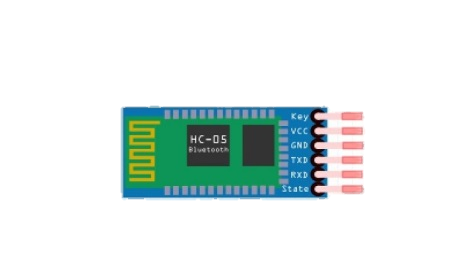 HC-05
Bluetooth
Key
VCC
GND
TXD
RXD
State